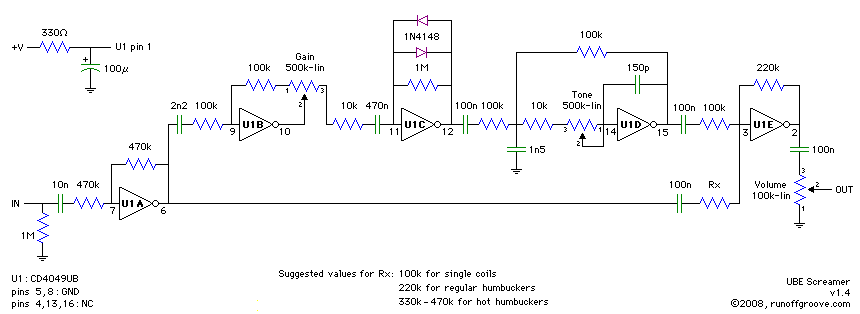 330Ω
+V
U1 pin 1
+
100µ
1N4148
Gain
500k-lin
100k
1
3
2
1M
100k
150p
220k
2n2
100k
9
U1B
10
10k
470n
11
U1C
12
100n
100k
10k
Tone
500k-lin
3
1
2
14
U1D
15
100n
100k
3
U1E
2
1n5
100n
470k
IN
10n
470k
7
U1A
6
1M
100n
Rx
Volume
100k-lin
3
2
1
OUT
U1: CD4049UB
pins 5,8: GND
pins 4,13,16: NC
Suggested values for Rx: 100k for single coils
220k for regular humbuckers
330k-470k for hot humbuckers
UBE Screamer
v1.4
©2008, runoffgroove.com